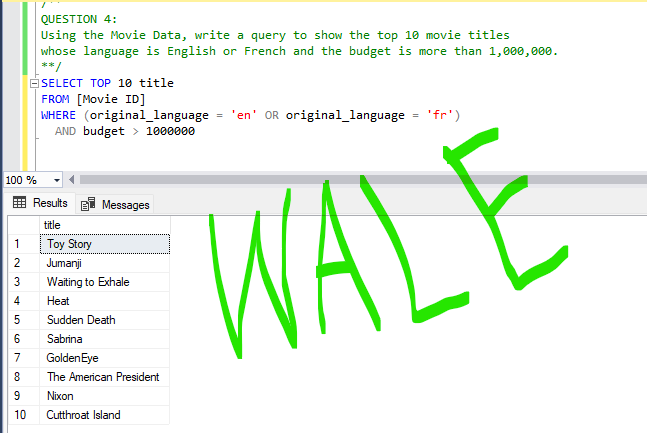 /**
QUESTION 4:
Using the Movie Data, write a query to show the top 10 movie titles
whose language is English or French and the budget is more than 1,000,000.
**/
SELECT TOP 10 title
FROM [Movie ID]
WHERE (original_language = 'en' OR original_language = 'fr')
AND budget > 1000000
100 %
Results Messages
title
1 Toy Story
2 Jumanji
3 Waiting to Exhale
4 Heat
5 Sudden Death
6 Sabrina
7 GoldenEye
8 The American President
9 Nixon
10 Cutthroat Island
WALE